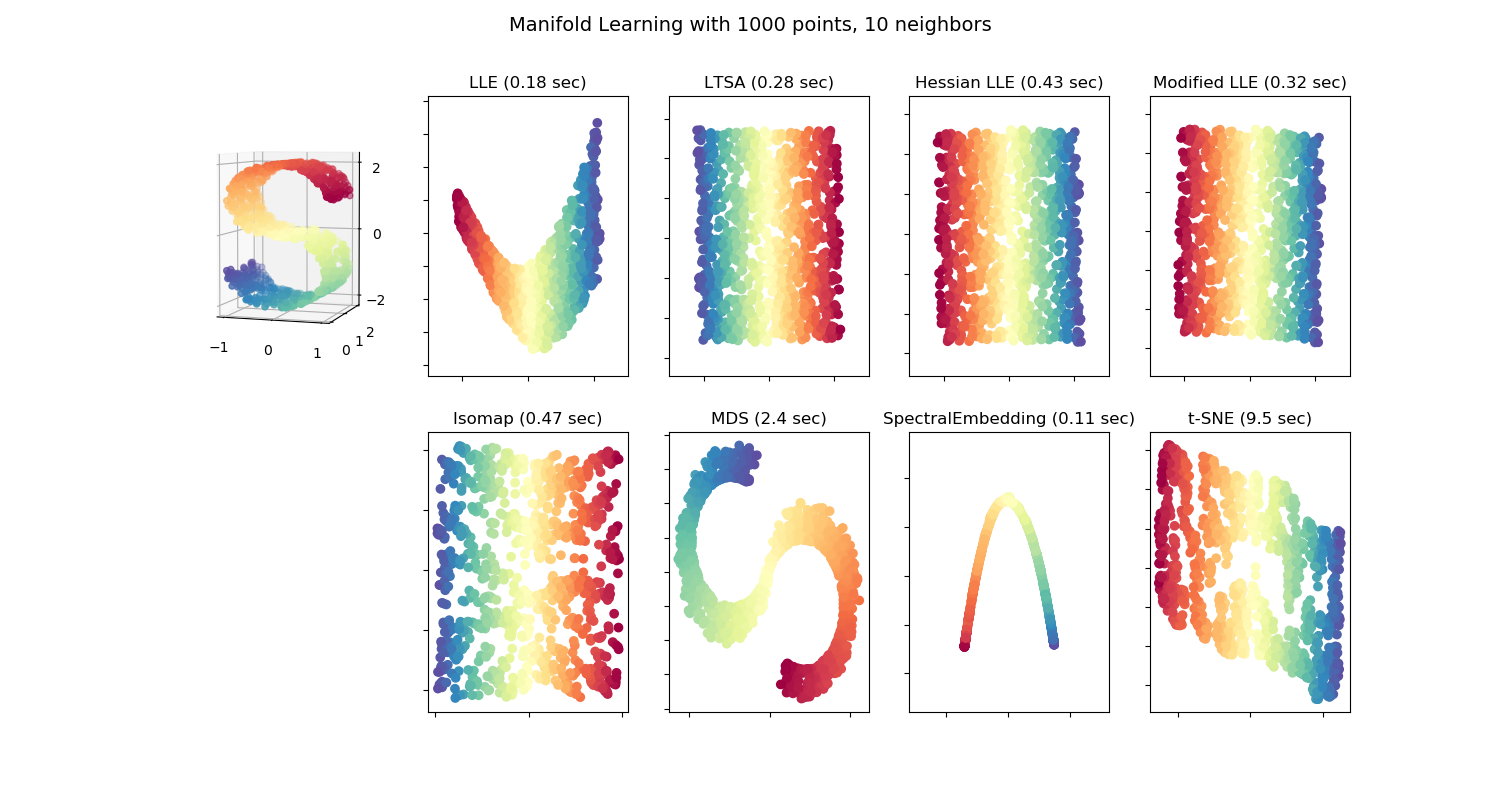 Manifold Learning with 1000 points, 10 neighbors
LLE (0.18 sec)
LTSA (0.28 sec)
Hessian LLE (0.43 sec)
Modified LLE (0.32 sec)
2
0
−2
−1
0
1
0
1
2
Isomap (0.47 sec)
MDS (2.4 sec)
SpectralEmbedding (0.11 sec)
t-SNE (9.5 sec)